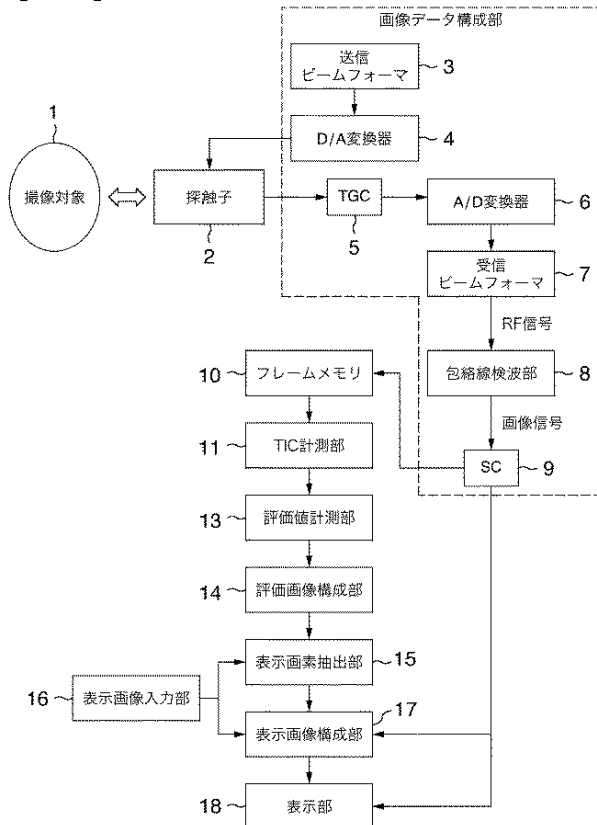 画像データ構成部
送信
ビームフォーマ
3
D/A変換器
4
1
撮像対象
探触子
2
TGC
5
A/D変換器
6
受信
ビームフォーマ
7
RF信号
包絡線検波部
8
画像信号
SC
9
10
フレームメモリ
11
TIC計測部
13
評価値計測部
14
評価画像構成部
表示画素抽出部
15
16
表示画像入力部
17
表示画像構成部
18
表示部